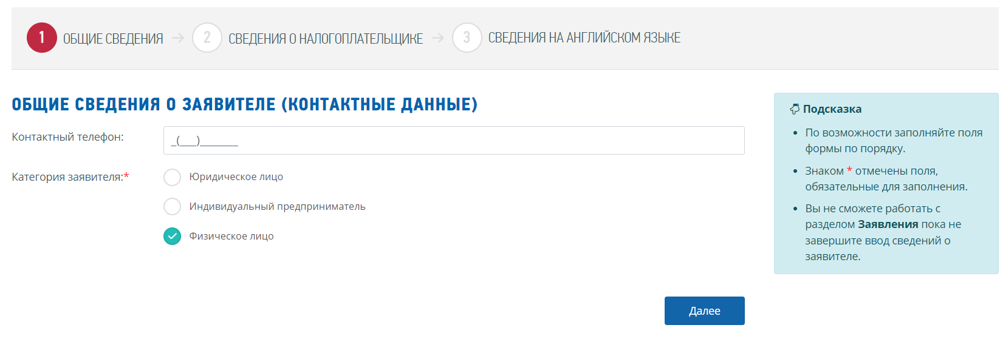 1 ОБЩИЕ СВЕДЕНИЯ → 2 СВЕДЕНИЯ О НАЛОГОПЛАТЕЛЬЩИКЕ → 3 СВЕДЕНИЯ НА АНГЛИЙСКОМ ЯЗЫКЕ
ОБЩИЕ СВЕДЕНИЯ О ЗАЯВИТЕЛЕ (КОНТАКТНЫЕ ДАННЫЕ)
Контактный телефон:
_(___)_______
Категория заявителя:*
Юридическое лицо
Индивидуальный предприниматель
Физическое лицо
Далее
Подсказка
• По возможности заполняйте поля
формы по порядку.
• Знаком * отмечены поля,
обязательные для заполнения.
• Вы не сможете работать с
разделом Заявления пока не
завершите ввод сведений о
заявителе.